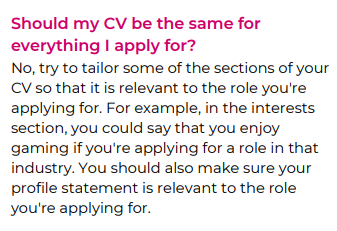 Should my CV be the same for
everything I apply for?
No, try to tailor some of the sections of your
CV so that it is relevant to the role you're
applying for. For example, in the interests
section, you could say that you enjoy
gaming if you're applying for a role in that
industry. You should also make sure your
profile statement is relevant to the role
you're applying for.